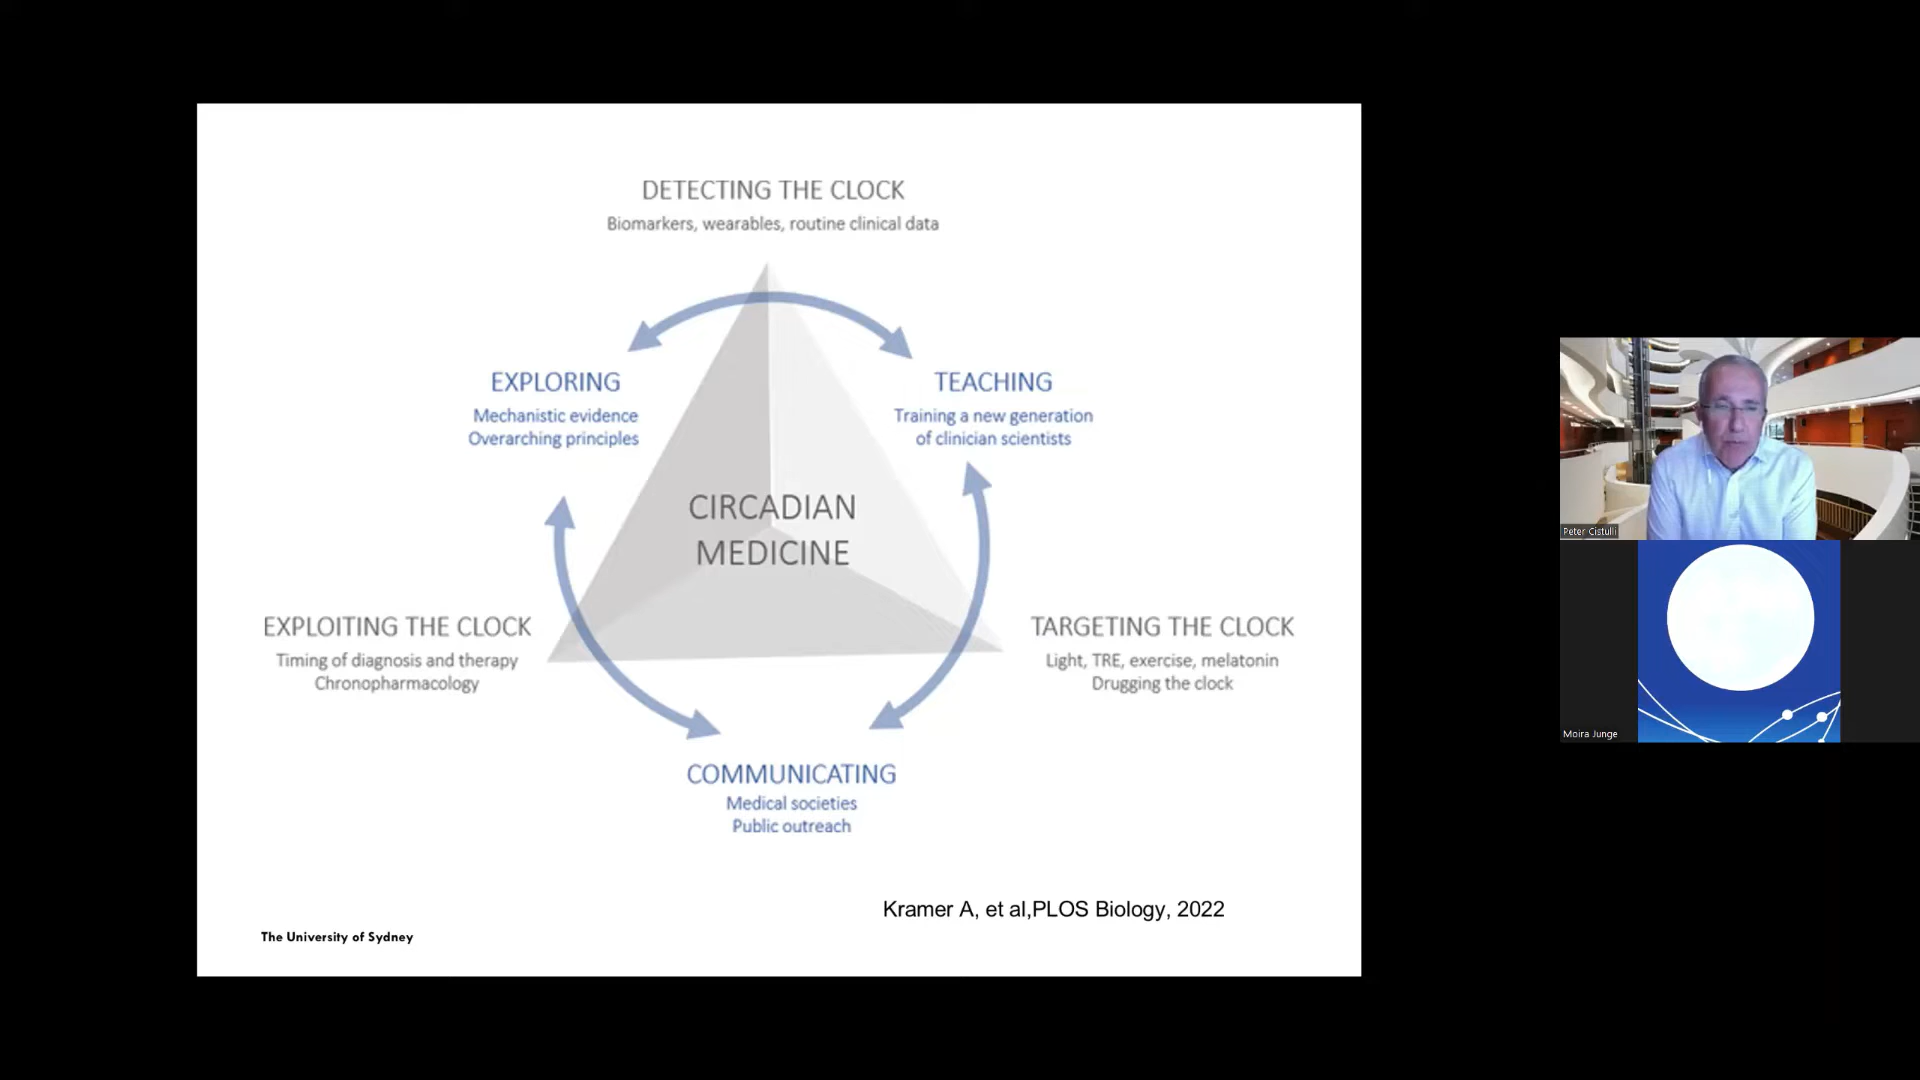 DETECTING THE CLOCK
Biomarkers, wearables, routine clinical data
EXPLORING
Mechanistic evidence
Overarching principles
TEACHING
Training a new generation
of clinician scientists
CIRCADIAN
MEDICINE
EXPLOITING THE CLOCK
Timing of diagnosis and therapy
Chronopharmacology
TARGETING THE CLOCK
Light, TRE, exercise, melatonin
Drugging the clock
COMMUNICATING
Medical societies
Public outreach
Kramer A, et al,PLOS Biology, 2022
The University of Sydney
Peter Cistulli
Moira Junge